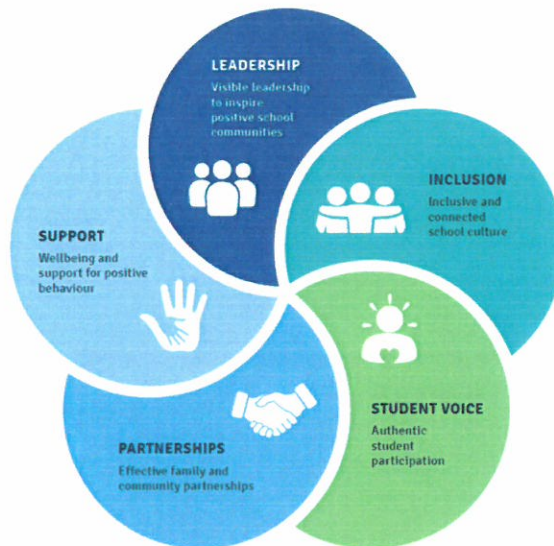 LEADERSHIP
Visible leadership
to inspire
positive school
communities
INCLUSION
Inclusive and
connected
school culture
STUDENT VOICE
Authentic
student
participation
PARTNERSHIPS
Effective family and
community partnerships
SUPPORT
Wellbeing and
support for positive
behaviour